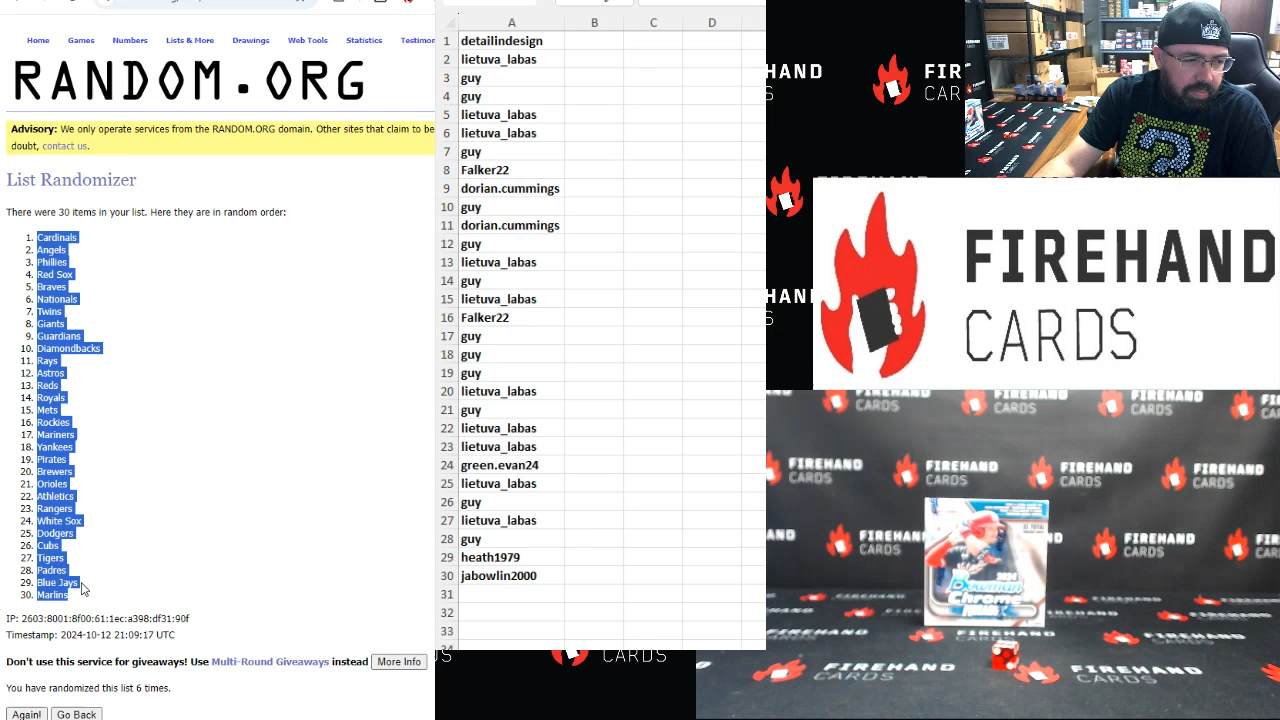 Home Games Numbers Lists & More Drawings Web Tools Statistics Testimor
RANDOM.ORG
Advisory: We only operate services from the RANDOM.ORG domain. Other sites that claim to be
doubt, contact us.
List Randomizer
There were 30 items in your list. Here they are in random order:
1. Cardinals
2. Angels
3. Phillies
4. Red Sox
5. Braves
6. Nationals
7. Twins
8. Giants
9. Guardians
10. Diamondbacks
11. Rays
12. Astros
13. Reds
14. Royals
15. Mets
16. Rockies
17. Mariners
18. Yankees
19. Pirates
20. Brewers
21. Orioles
22. Athletics
23. Rangers
24. White Sox
25. Dodgers
26. Cubs
27. Tigers
28. Padres
29. Blue Jays
30. Marlins
IP: 2603:8001:8f00:61:1ec:a398:df31:90f
Timestamp: 2024-10-12 21:09:17 UTC
Don't use this service for giveaways! Use Multi-Round Giveaways instead More Info
You have randomized this list 6 times.
Again! Go Back
A B C D
1 detailindesign
2 lietuva_labas
3 guy
4 guy
5 lietuva_labas
6 lietuva_labas
7 guy
8 Falker22
9 dorian.cummings
10 guy
11 dorian.cummings
12 guy
13 lietuva_labas
14 guy
15 lietuva_labas
16 Falker22
17 guy
18 guy
19 guy
20 lietuva_labas
21 guy
22 lietuva_labas
23 lietuva_labas
24 green.evan24
25 lietuva_labas
26 guy
27 lietuva_labas
28 guy
29 heath1979
30 jabowlin2000
31
32
33
34
FIREHAND
CARDS
FIREHAND
CARDS
2024
Bowman
Chrome